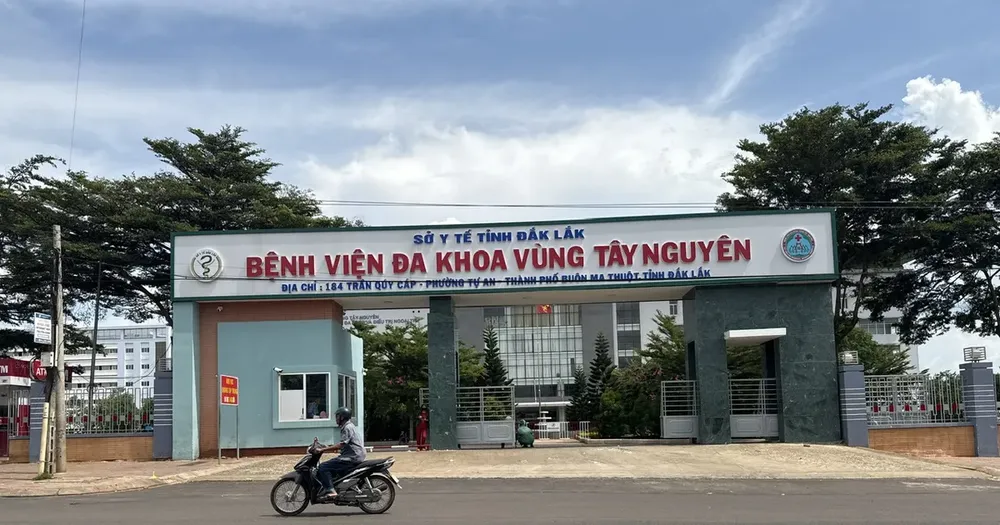 SỞ Y TẾ TỈNH ĐẮK LẮK
BỆNH VIỆN ĐA KHOA VÙNG TÂY NGUYÊN
ĐỊA CHỈ : 184 TRẦN QUÝ CÁP - PHƯỜNG TỰ AN - THÀNH PHỐ BUÔN MA THUỘT, TỈNH ĐẮK LẮK